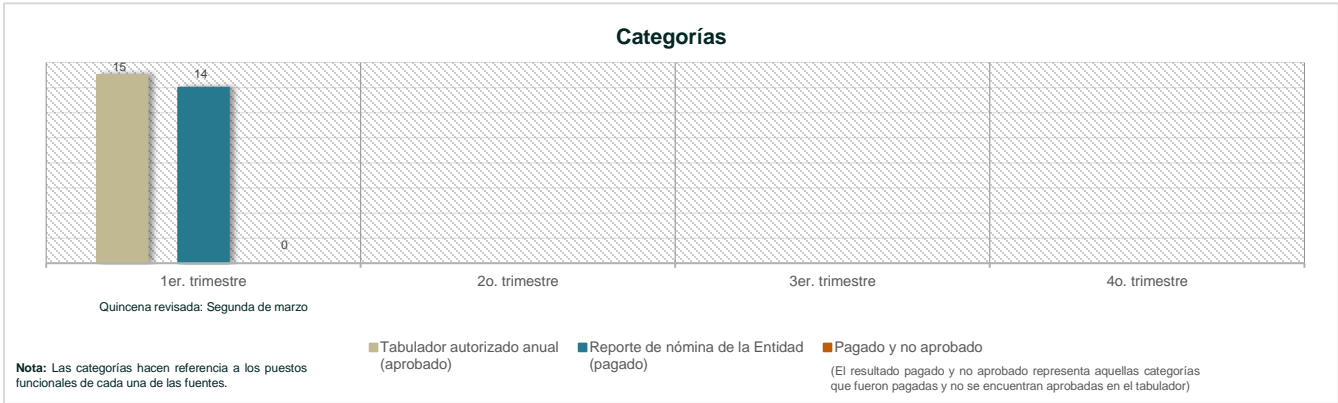 Categorías
15
14
0
1er. trimestre
2o. trimestre
3er. trimestre
4o. trimestre
Quincena revisada: Segunda de marzo
Tabulador autorizado anual
(aprobado)
Reporte de nómina de la Entidad
(pagado)
Pagado y no aprobado
(El resultado pagado y no aprobado representa aquellas categorías
que fueron pagadas y no se encuentran aprobadas en el tabulador)
Nota: Las categorías hacen referencia a los puestos
funcionales de cada una de las fuentes.